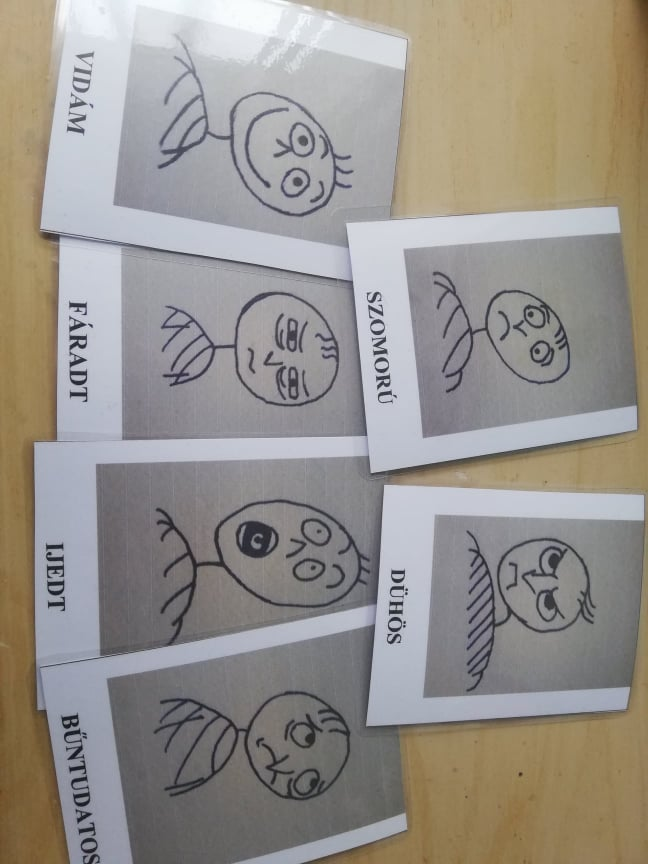 VIDÁM
FÁRADT
IJEDT
BŰNTUDATOS
SZOMORÚ
DÜHÖS